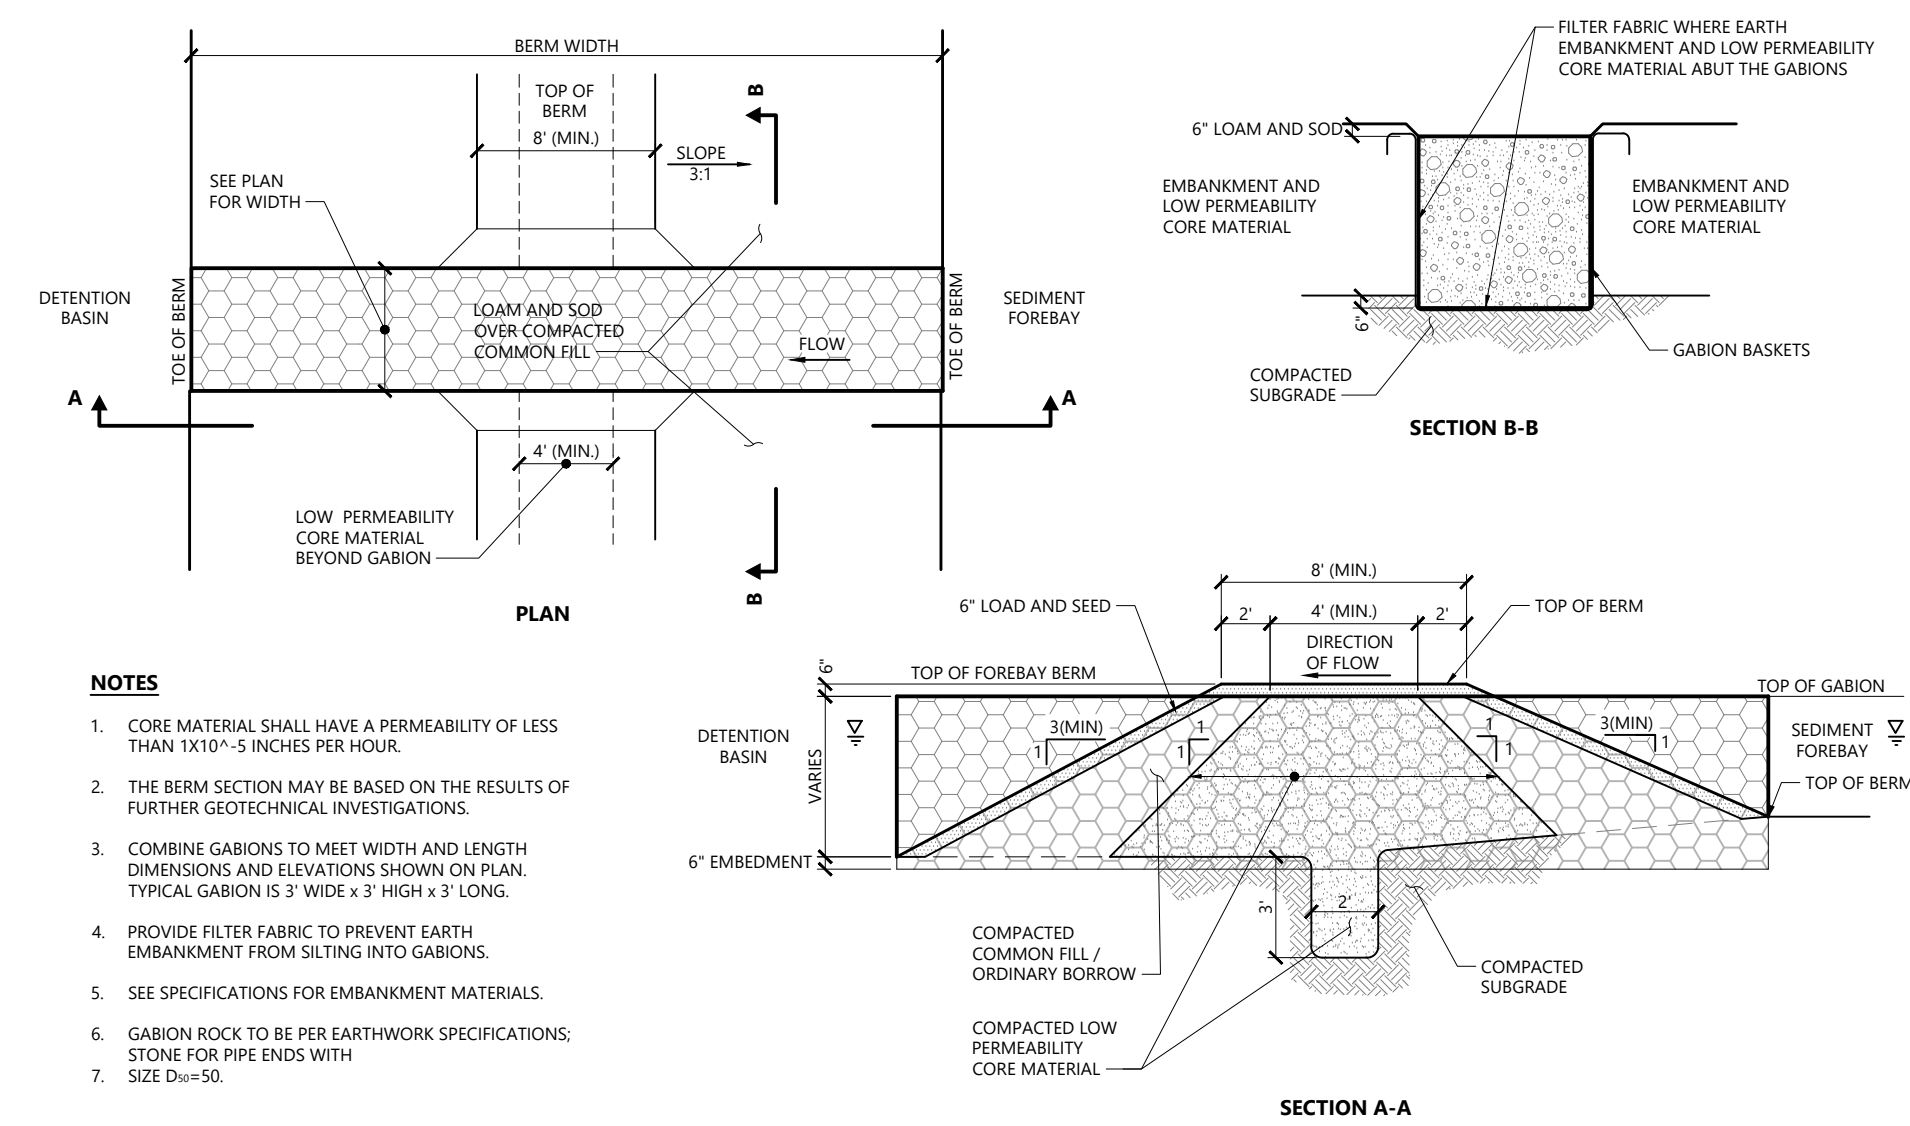 BERM WIDTH
TOP OF
BERM
8' (MIN.)
B
SLOPE
3:1
SEE PLAN
FOR WIDTH
DETENTION
BASIN
TOE OF BERM
LOAM AND SOD
OVER COMPACTED
COMMON FILL
FLOW
TOE OF BERM
SEDIMENT
FOREBAY
A
A
4' (MIN.)
LOW PERMEABILITY
CORE MATERIAL
BEYOND GABION
B
PLAN
FILTER FABRIC WHERE EARTH
EMBANKMENT AND LOW PERMEABILITY
CORE MATERIAL ABUT THE GABIONS
6" LOAM AND SOD
EMBANKMENT AND
LOW PERMEABILITY
CORE MATERIAL
EMBANKMENT AND
LOW PERMEABILITY
CORE MATERIAL
6"
GABION BASKETS
COMPACTED
SUBGRADE
SECTION B-B
NOTES
1. CORE MATERIAL SHALL HAVE A PERMEABILITY OF LESS
THAN 1X10^-5 INCHES PER HOUR.
2. THE BERM SECTION MAY BE BASED ON THE RESULTS OF
FURTHER GEOTECHNICAL INVESTIGATIONS.
3. COMBINE GABIONS TO MEET WIDTH AND LENGTH
DIMENSIONS AND ELEVATIONS SHOWN ON PLAN.
TYPICAL GABION IS 3' WIDE x 3' HIGH x 3' LONG.
4. PROVIDE FILTER FABRIC TO PREVENT EARTH
EMBANKMENT FROM SILTING INTO GABIONS.
5. SEE SPECIFICATIONS FOR EMBANKMENT MATERIALS.
6. GABION ROCK TO BE PER EARTHWORK SPECIFICATIONS;
STONE FOR PIPE ENDS WITH
7. SIZE D50=50.
8' (MIN.)
6" LOAD AND SEED
2'
4' (MIN.)
2'
TOP OF BERM
DIRECTION
OF FLOW
6"
TOP OF FOREBAY BERM
TOP OF GABION
DETENTION
BASIN
VARIES
3(MIN)
1
1
1
1
1
3(MIN)
1
SEDIMENT
FOREBAY
TOP OF BERM
6" EMBEDMENT
3'
2'
COMPACTED
COMMON FILL /
ORDINARY BORROW
COMPACTED
SUBGRADE
COMPACTED LOW
PERMEABILITY
CORE MATERIAL
SECTION A-A